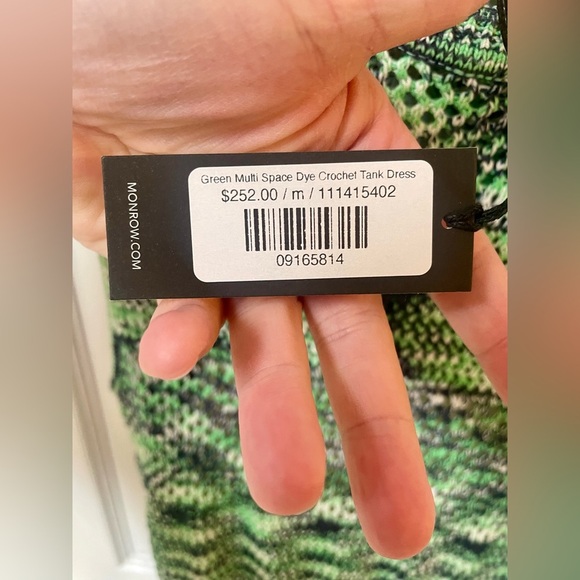 Green Multi Space Dye Crochet Tank Dress
$252.00 / m / 111415402
09165814
MONROW.COM